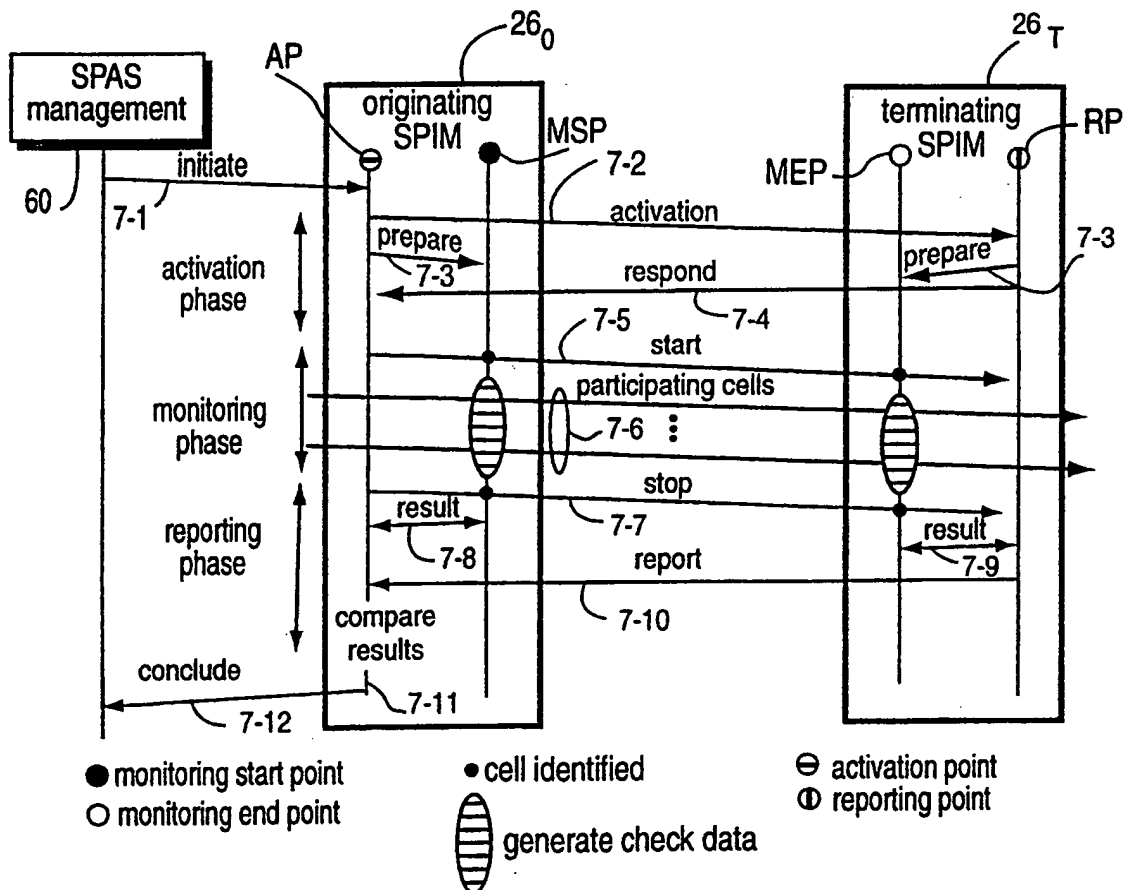 26₀
26 T
AP
SPAS
management
originating
SPIM
MSP
terminating
SPIM
RP
MEP
initiate
60
7-1
7-2
activation
prepare
7-3
prepare
7-3
activation
phase
respond
7-4
7-5
start
monitoring
phase
participating cells
7-6
stop
7-7
reporting
phase
result
7-8
result
7-9
report
7-10
compare
results
conclude
7-11
7-12
monitoring start point
monitoring end point
cell identified
generate check data
activation point
reporting point